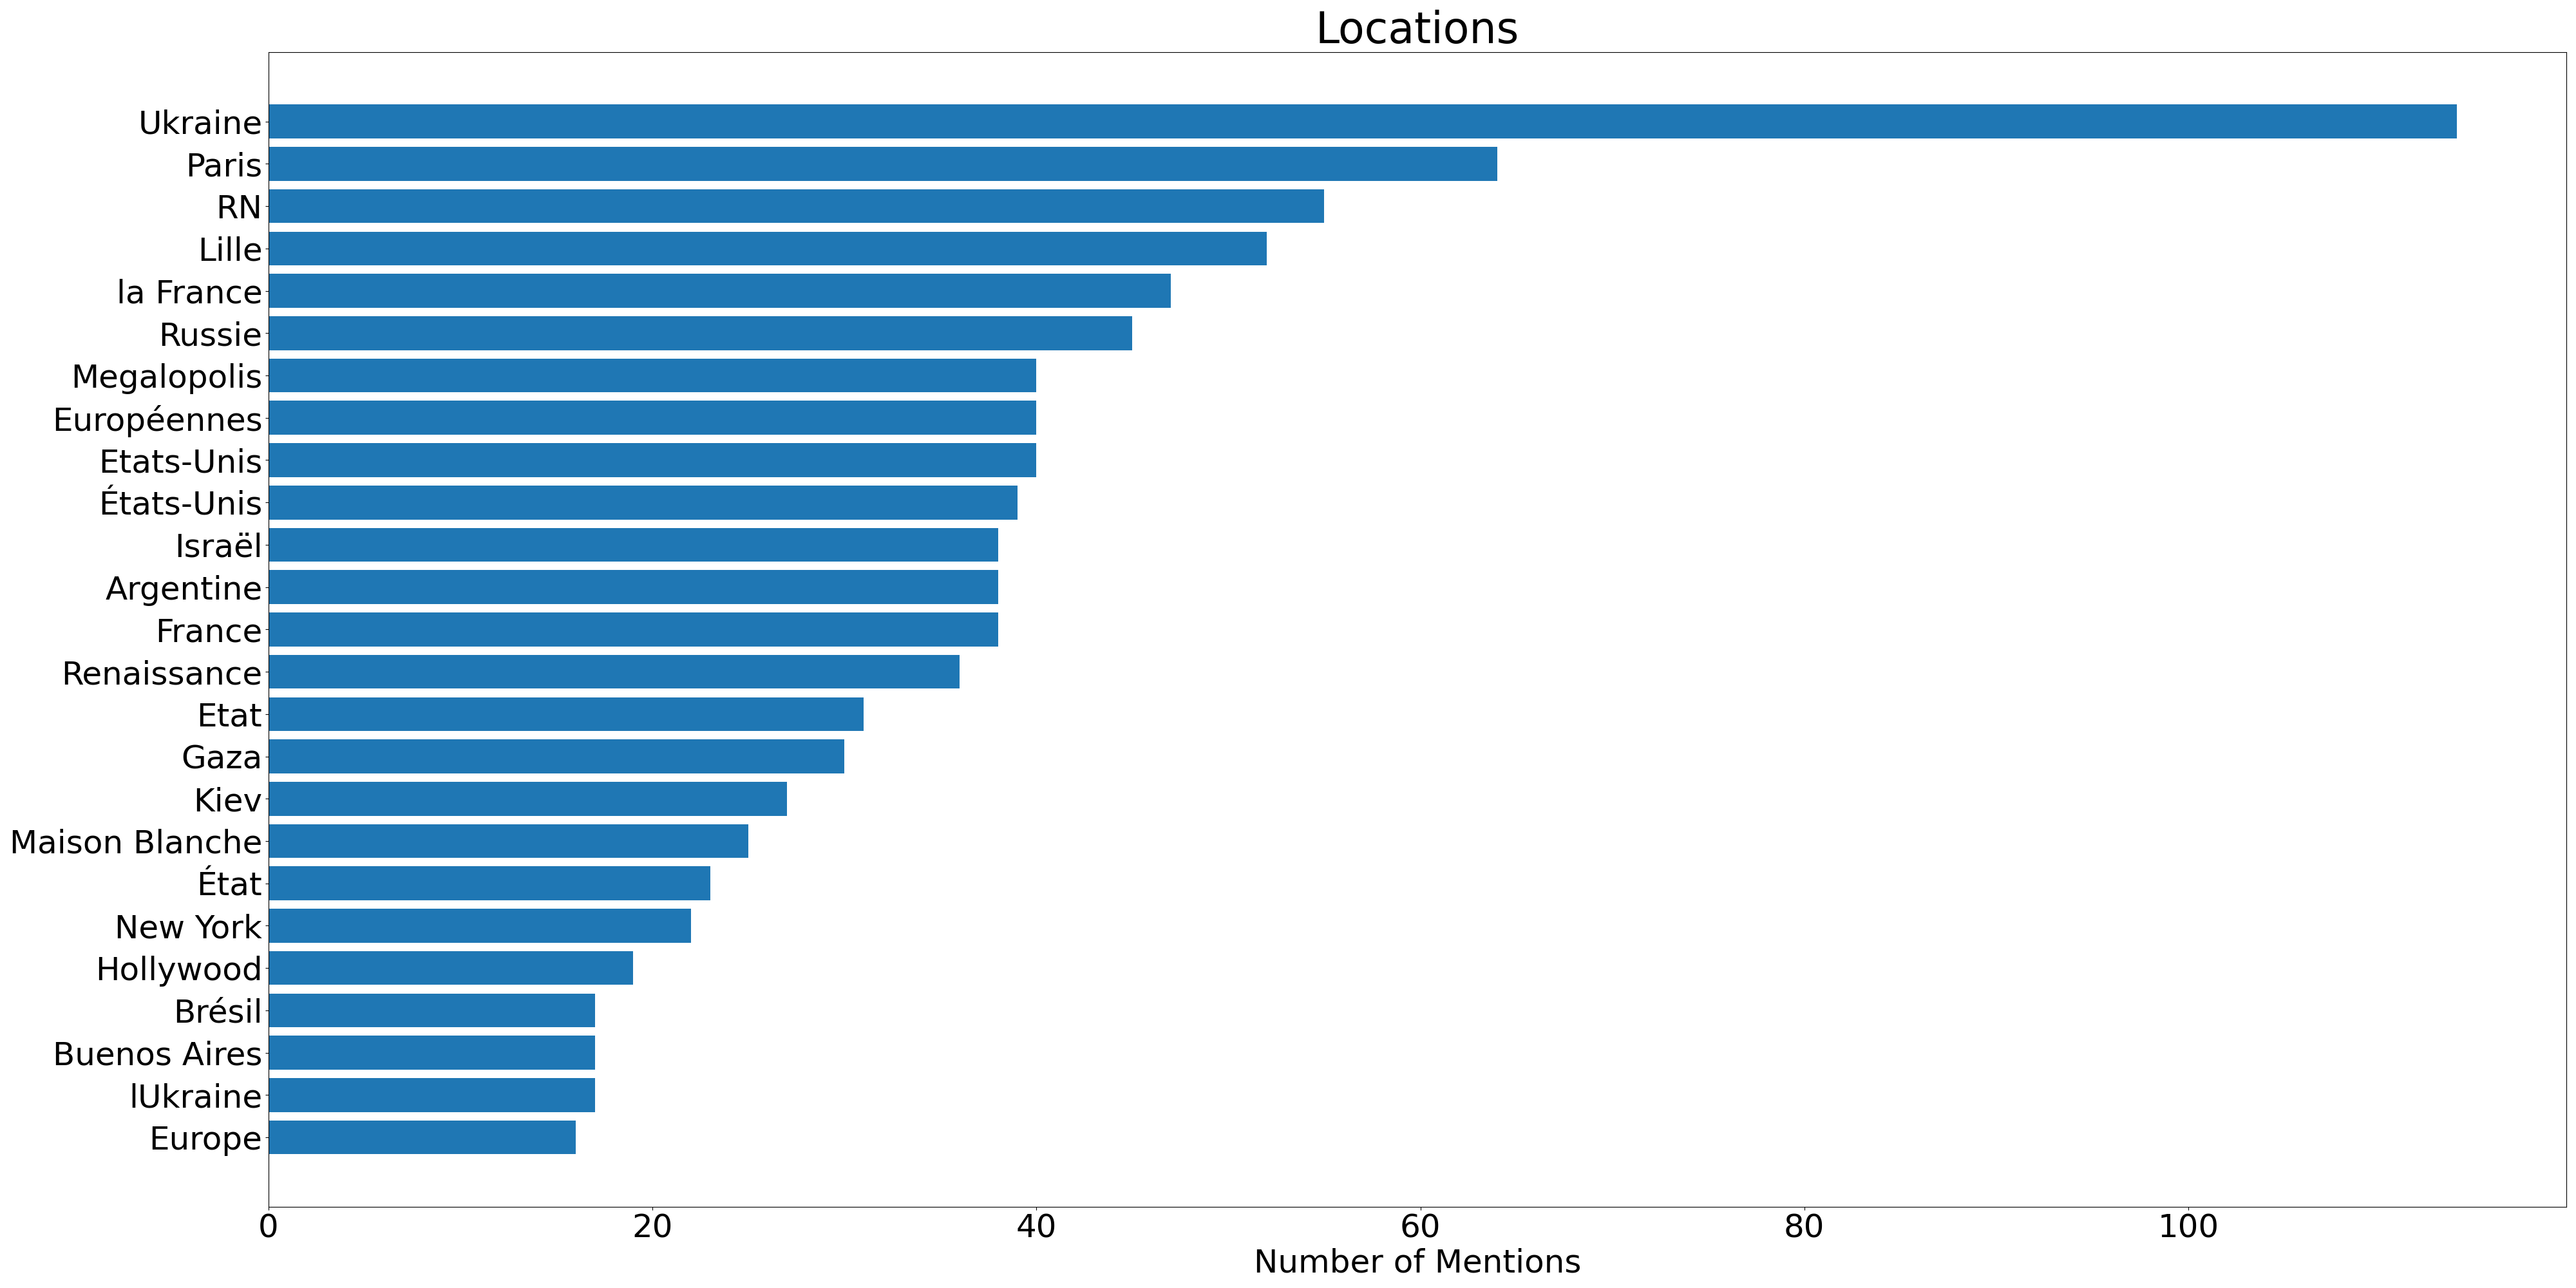 Locations
Ukraine
Paris
RN
Lille
la France
Russie
Megalopolis
Européennes
Etats-Unis
États-Unis
Israël
Argentine
France
Renaissance
Etat
Gaza
Kiev
Maison Blanche
État
New York
Hollywood
Brésil
Buenos Aires
lUkraine
Europe
0 20 40 60 80 100
Number of Mentions